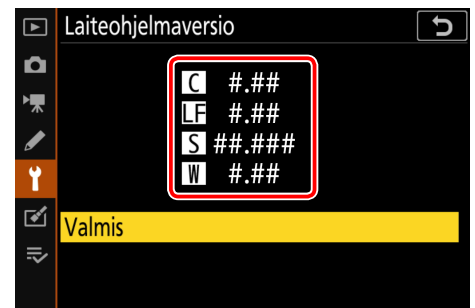 Laiteohjelmaversio
C #.##
LF #.##
S ##.###
W #.##
Valmis